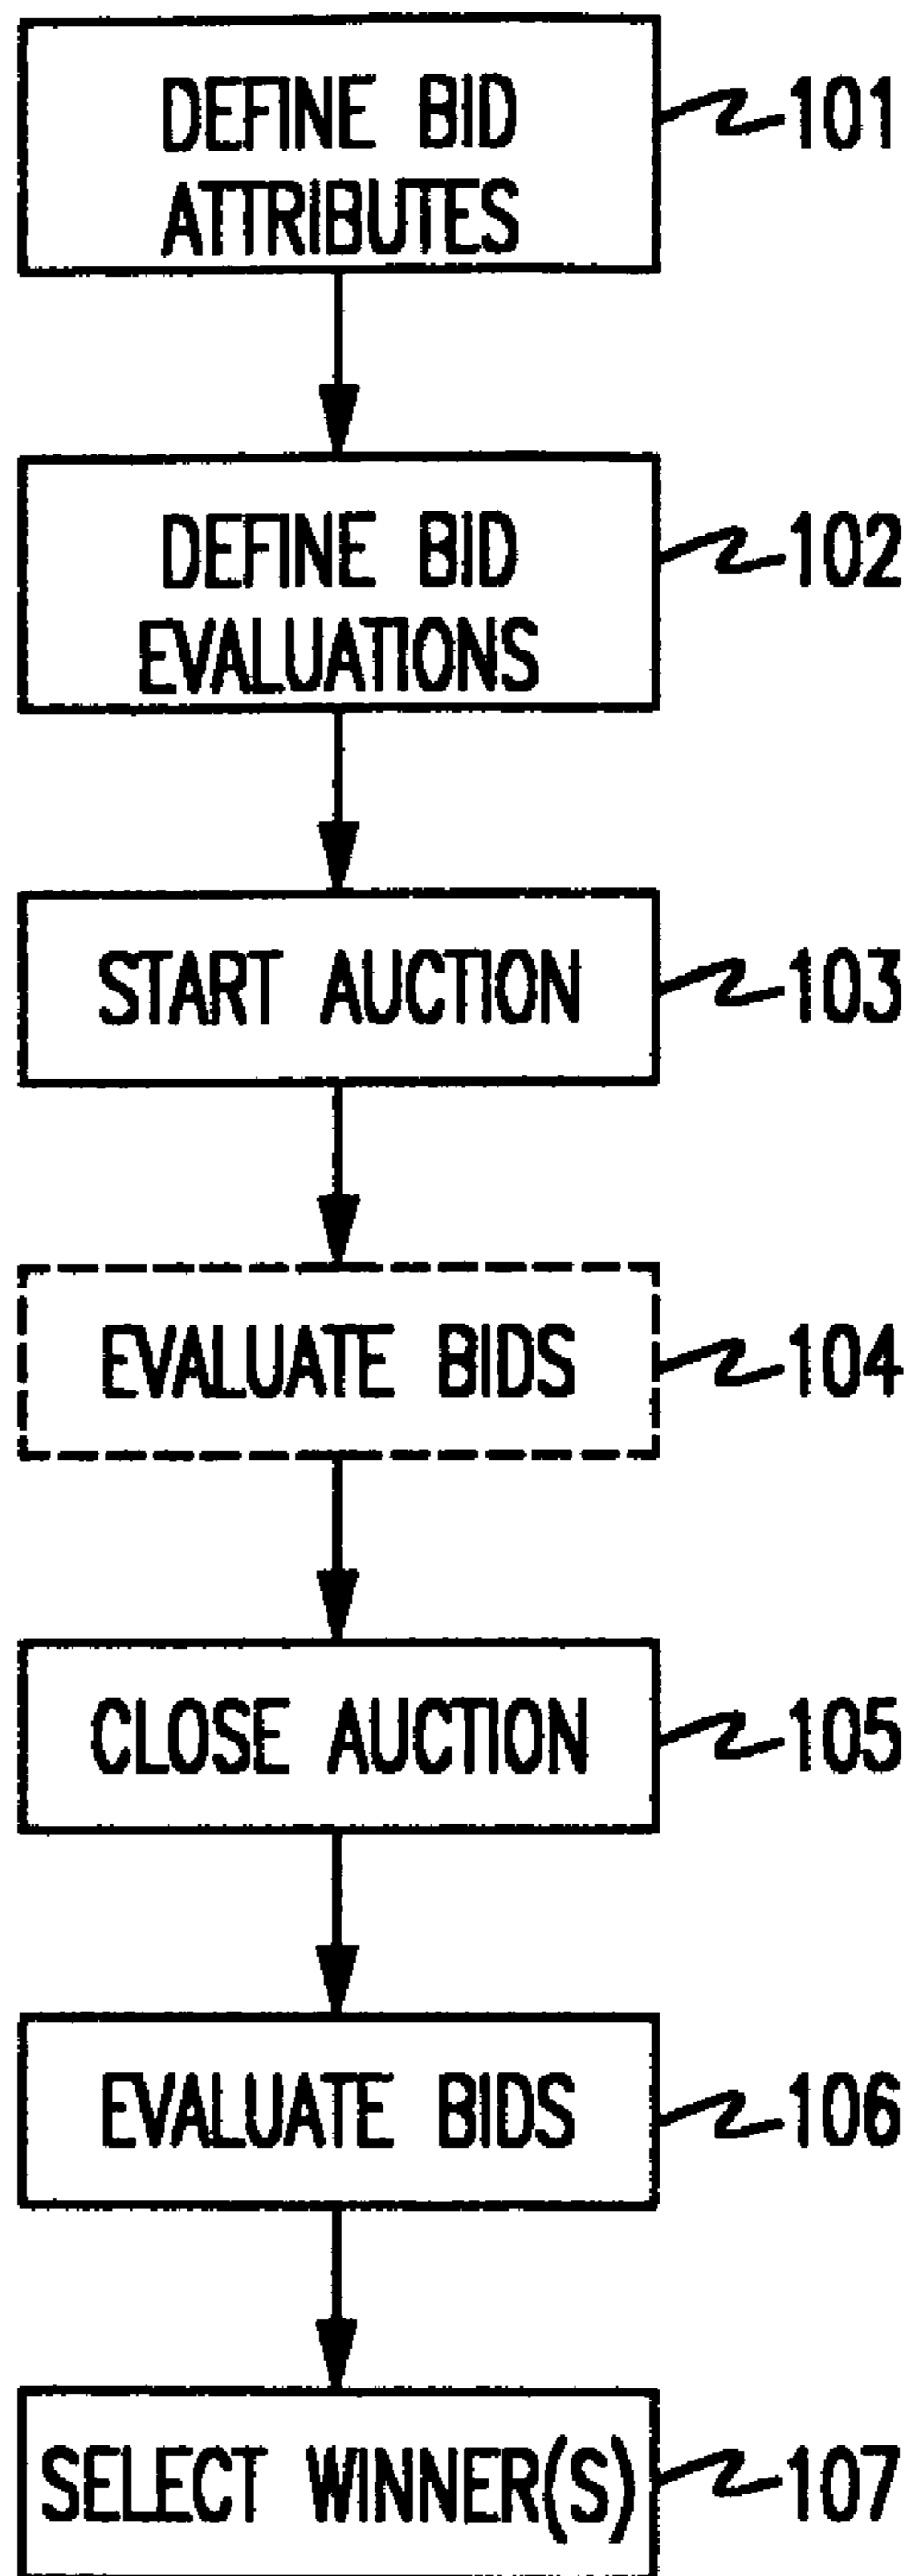 DEFINE BID
ATTRIBUTES
101
DEFINE BID
EVALUATIONS
102
START AUCTION
103
EVALUATE BIDS
104
CLOSE AUCTION
105
EVALUATE BIDS
106
SELECT WINNER(S)
107